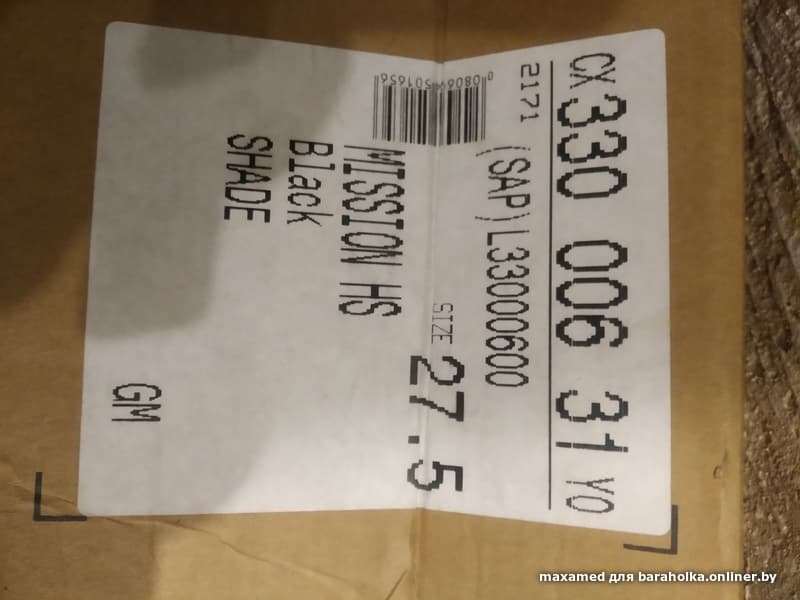 CX 330 006 31 YO
2171
(SAP)L33000600
SIZE 27.5
MISSION HS
Black
SHADE
GM
maxamed для baraholka.onliner.by